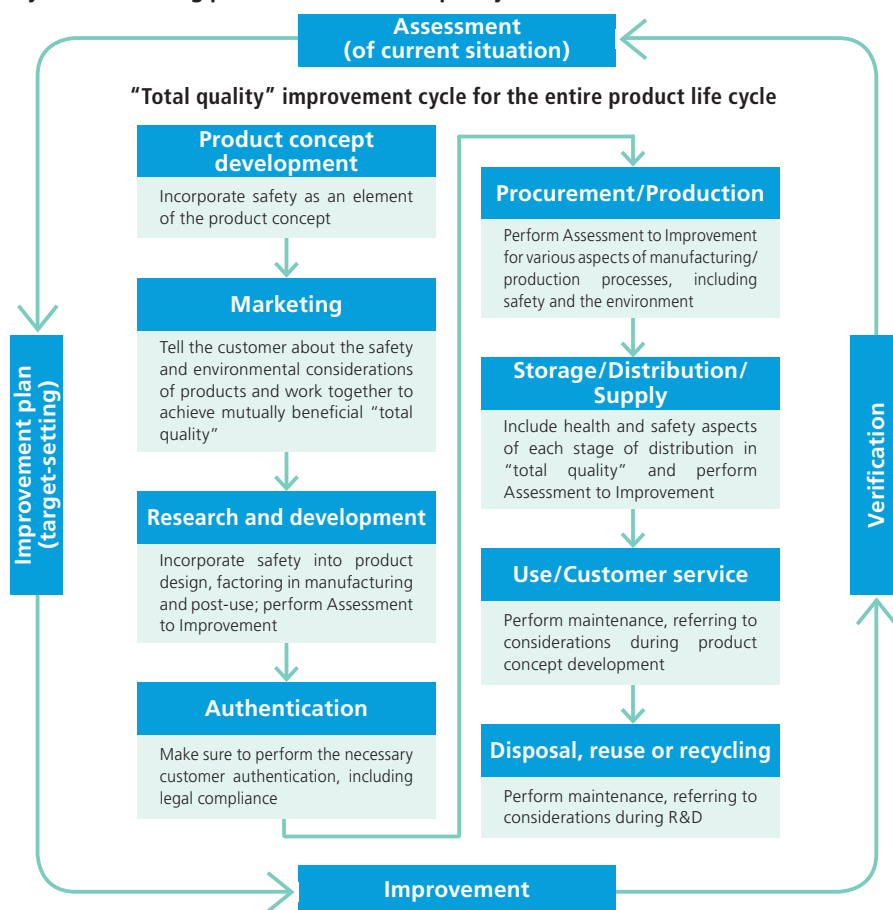 Assessment
(of current situation)
"Total quality" improvement cycle for the entire product life cycle
Product concept
development
Incorporate safety as an element
of the product concept
Marketing
Tell the customer about the safety
and environmental considerations
of products and work together to
achieve mutually beneficial “total
quality”
Research and development
Incorporate safety into product
design, factoring in manufacturing
and post-use; perform Assessment
to Improvement
Authentication
Make sure to perform the necessary
customer authentication, including
legal compliance
Procurement/Production
Perform Assessment to Improvement
for various aspects of manufacturing/
production processes, including
safety and the environment
Storage/Distribution/
Supply
Include health and safety aspects
of each stage of distribution in
“total quality” and perform
Assessment to Improvement
Use/Customer service
Perform maintenance, referring to
considerations during product
concept development
Disposal, reuse or recycling
Perform maintenance, referring to
considerations during R&D
Improvement plan
(target-setting)
Verification
Improvement